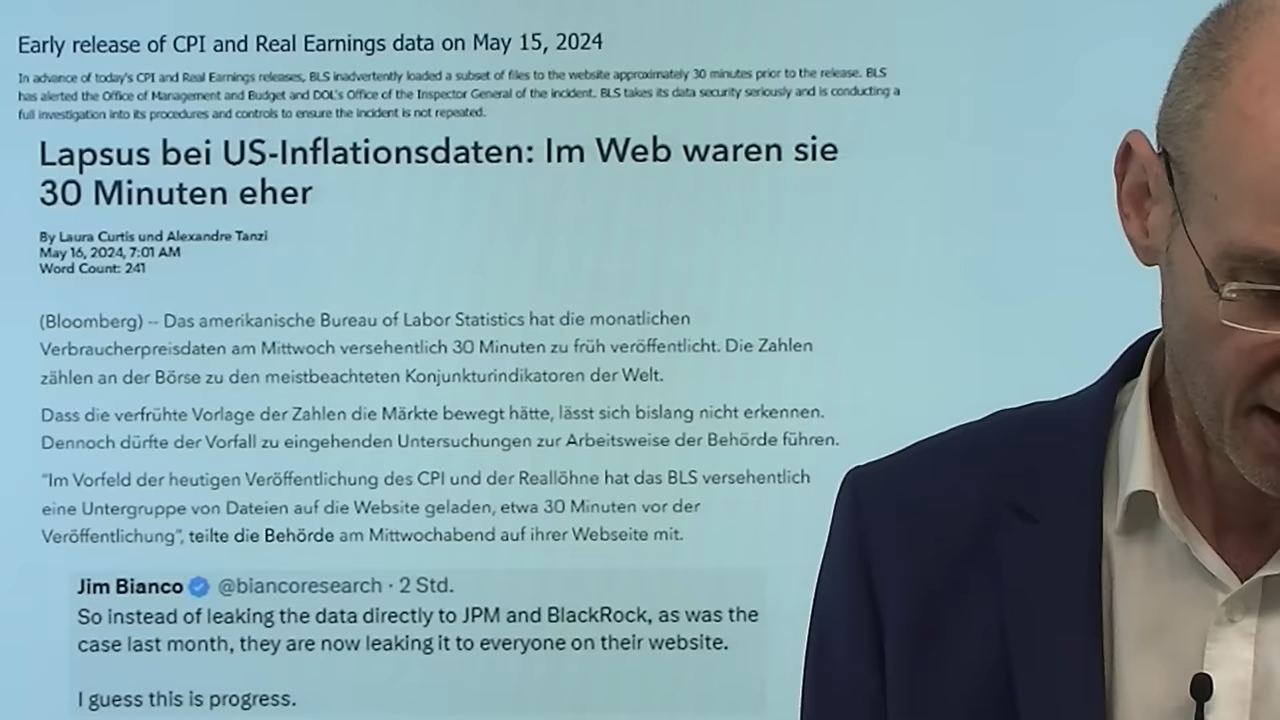 Early release of CPI and Real Earnings data on May 15, 2024
In advance of today's CPI and Real Earnings releases, BLS inadvertently loaded a subset of files to the website approximately 30 minutes prior to the release. BLS
has alerted the Office of Management and Budget and DOL's Office of the Inspector General of the incident. BLS takes its data security seriously and is conducting a
full investigation into its procedures and controls to ensure the incident is not repeated.
Lapsus bei US-Inflationsdaten: Im Web waren sie
30 Minuten eher
By Laura Curtis und Alexandre Tanzi
May 16, 2024, 7:01 AM
Word Count: 241
(Bloomberg) -- Das amerikanische Bureau of Labor Statistics hat die monatlichen
Verbraucherpreisdaten am Mittwoch versehentlich 30 Minuten zu früh veröffentlicht. Die Zahlen
zählen an der Börse zu den meistbeachteten Konjunkturindikatoren der Welt.
Dass die verfrühte Vorlage der Zahlen die Märkte bewegt hätte, lässt sich bislang nicht erkennen.
Dennoch dürfte der Vorfall zu eingehenden Untersuchungen zur Arbeitsweise der Behörde führen.
"Im Vorfeld der heutigen Veröffentlichung des CPI und der Reallöhne hat das BLS versehentlich
eine Untergruppe von Dateien auf die Website geladen, etwa 30 Minuten vor der
Veröffentlichung", teilte die Behörde am Mittwochabend auf ihrer Webseite mit.
Jim Bianco @biancoresearch · 2 Std.
So instead of leaking the data directly to JPM and BlackRock, as was the
case last month, they are now leaking it to everyone on their website.
I guess this is progress.